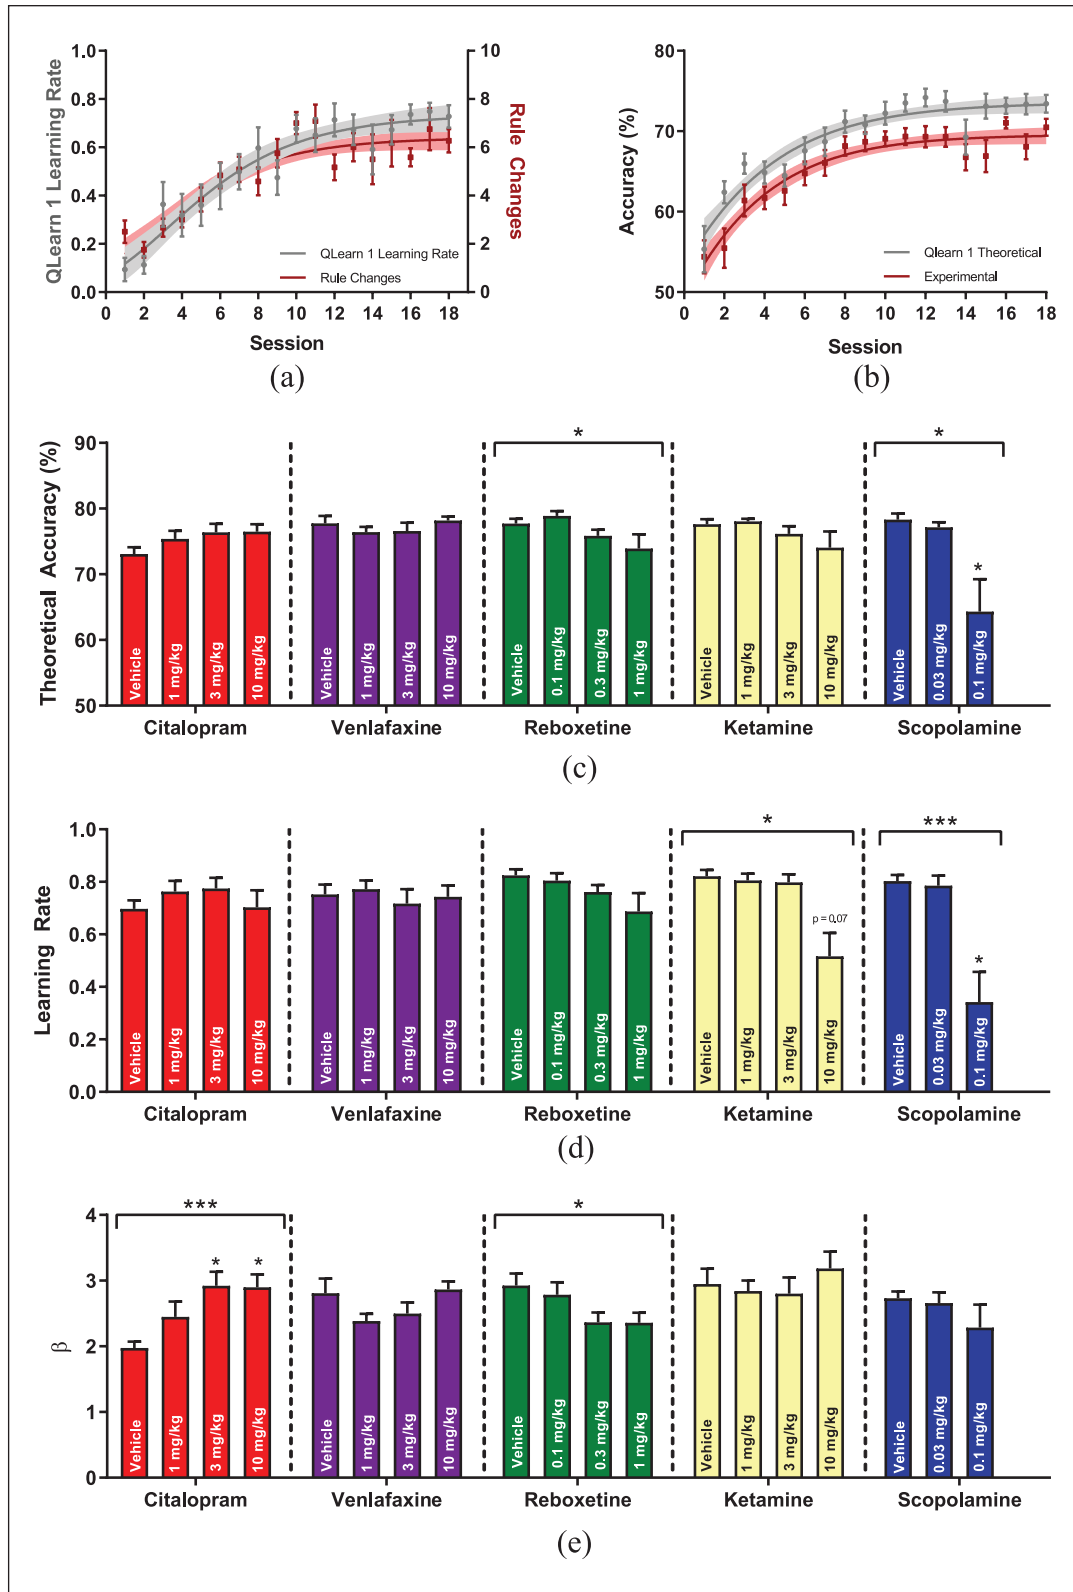 1.0
0.8
0.6
0.4
0.2
0.0
QLearn 1 Learning Rate
10
8
6
4
2
0
Rule Changes
QLearn 1 Learning Rate
Rule Changes
0 2 4 6 8 10 12 14 16 18
Session
(a)
80
70
60
50
Accuracy (%)
Qlearn 1 Theoretical
Experimental
0 2 4 6 8 10 12 14 16 18
Session
(b)
Theoretical Accuracy (%)
90
80
70
60
50
* *
*
Vehicle 1 mg/kg 3 mg/kg 10 mg/kg Vehicle 1 mg/kg 3 mg/kg 10 mg/kg Vehicle 0.1 mg/kg 0.3 mg/kg 1 mg/kg Vehicle 1 mg/kg 3 mg/kg 10 mg/kg Vehicle 0.03 mg/kg 0.1 mg/kg
Citalopram Venlafaxine Reboxetine Ketamine Scopolamine
(c)
Learning Rate
1.0
0.8
0.6
0.4
0.2
0.0
* ***
p = 0.07
*
Vehicle 1 mg/kg 3 mg/kg 10 mg/kg Vehicle 1 mg/kg 3 mg/kg 10 mg/kg Vehicle 0.1 mg/kg 0.3 mg/kg 1 mg/kg Vehicle 1 mg/kg 3 mg/kg 10 mg/kg Vehicle 0.03 mg/kg 0.1 mg/kg
Citalopram Venlafaxine Reboxetine Ketamine Scopolamine
(d)
β
4
3
2
1
0
*** *
* *
Vehicle 1 mg/kg 3 mg/kg 10 mg/kg Vehicle 1 mg/kg 3 mg/kg 10 mg/kg Vehicle 0.1 mg/kg 0.3 mg/kg 1 mg/kg Vehicle 1 mg/kg 3 mg/kg 10 mg/kg Vehicle 0.03 mg/kg 0.1 mg/kg
Citalopram Venlafaxine Reboxetine Ketamine Scopolamine
(e)